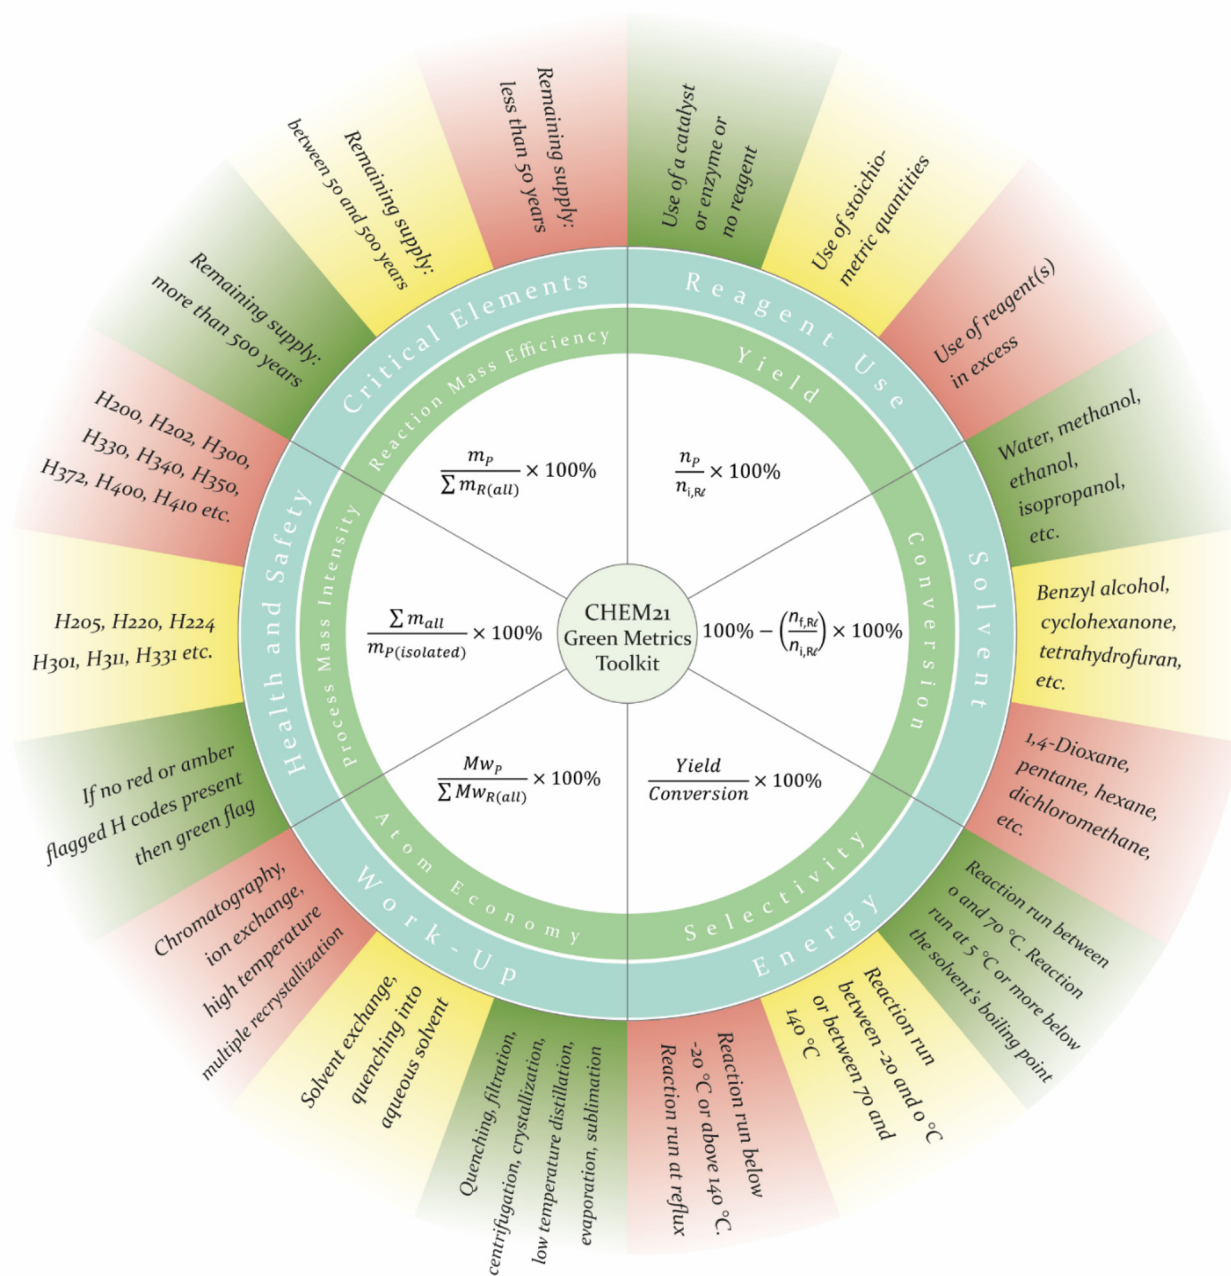 CHEM21
Green Metrics
Toolkit
Reagent Use
Use of a catalyst
or enzyme or
no reagent
Use of stoichio-
metric quantities
Use of reagent(s)
in excess
Solvent
Water, methanol,
ethanol,
isopropanol,
etc.
Benzyl alcohol,
cyclohexanone,
tetrahydrofuran,
etc.
1,4-Dioxane,
pentane, hexane,
dichloromethane,
etc.
Energy
Reaction run between
0 and 70 °C. Reaction
run at 5 °C or more below
the solvent's boiling point
Reaction run
between -20 and 0 °C
or between 70 and
140 °C
Reaction run below
-20 °C or above 140 °C.
Reaction run at reflux
Work-Up
Quenching, filtration,
centrifugation, crystallization,
low temperature distillation,
evaporation, sublimation
Solvent exchange,
quenching into
aqueous solvent
Chromatography,
ion exchange,
high temperature
multiple recrystallization
Health and Safety
If no red or amber
flagged H codes present
then green flag
H205, H220, H224
H301, H311, H331 etc.
H200, H202, H300,
H330, H340, H350,
H372, H400, H410 etc.
Critical Elements
Remaining supply:
more than 500 years
Remaining supply:
between 50 and 500 years
Remaining supply:
less than 50 years
Yield
n_P / n_i,Rℓ × 100%
Conversion
100% − (n_f,Rℓ / n_i,Rℓ) × 100%
Selectivity
Yield / Conversion × 100%
Atom Economy
Mw_P / ∑ Mw_R(all) × 100%
Process Mass Intensity
∑ m_all / m_P(isolated) × 100%
Reaction Mass Efficiency
m_P / ∑ m_R(all) × 100%